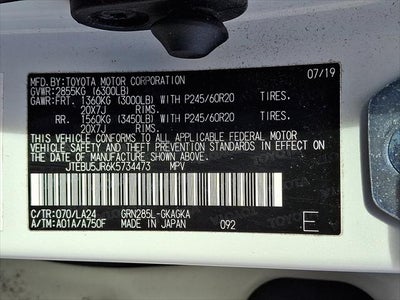 MFD. BY:TOYOTA MOTOR CORPORATION 07/19
GVWR: 2855KG (6300LB)
GAWR:FRT. 1360KG (3000LB) WITH P245/60R20 TIRES.
20X7J RIMS.
RR. 1560KG (3450LB) WITH P245/60R20 TIRES.
20X7J RIMS.
THIS VEHICLE CONFORMS TO ALL APPLICABLE FEDERAL MOTOR
VEHICLE SAFETY AND THEFT PREVENTION STANDARDS IN EFFECT
ON THE DATE OF MANUFACTURE SHOWN ABOVE.
JTEBU5JR6K5734473 MPV
C/TR:070/LA24 GRN285L-GKAGKA
A/TM:A01A/A750F MADE IN JAPAN 092 E